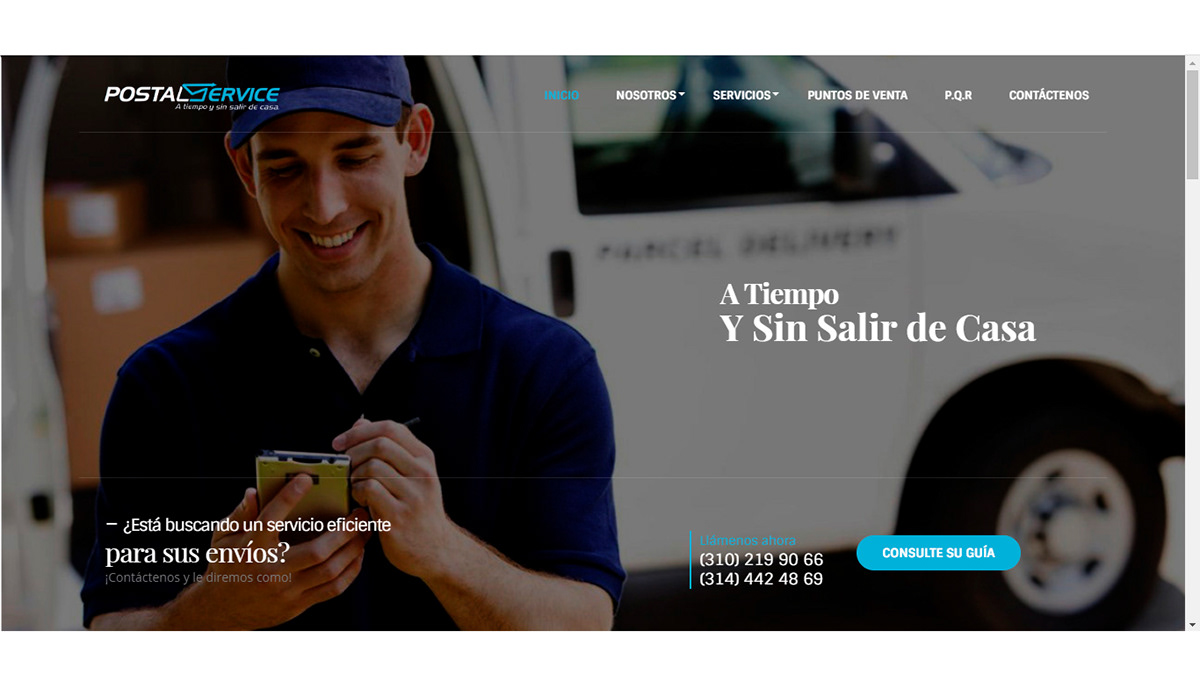 POSTAL SERVICE
A tiempo y sin salir de casa.
INICIO NOSOTROS SERVICIOS PUNTOS DE VENTA P.Q.R CONTÁCTENOS
PARCEL DELIVERY
A Tiempo
Y Sin Salir de Casa
– ¿Está buscando un servicio eficiente
para sus envíos?
¡Contáctenos y le diremos como!
Llámenos ahora
(310) 219 90 66
(314) 442 48 69
CONSULTE SU GUÍA